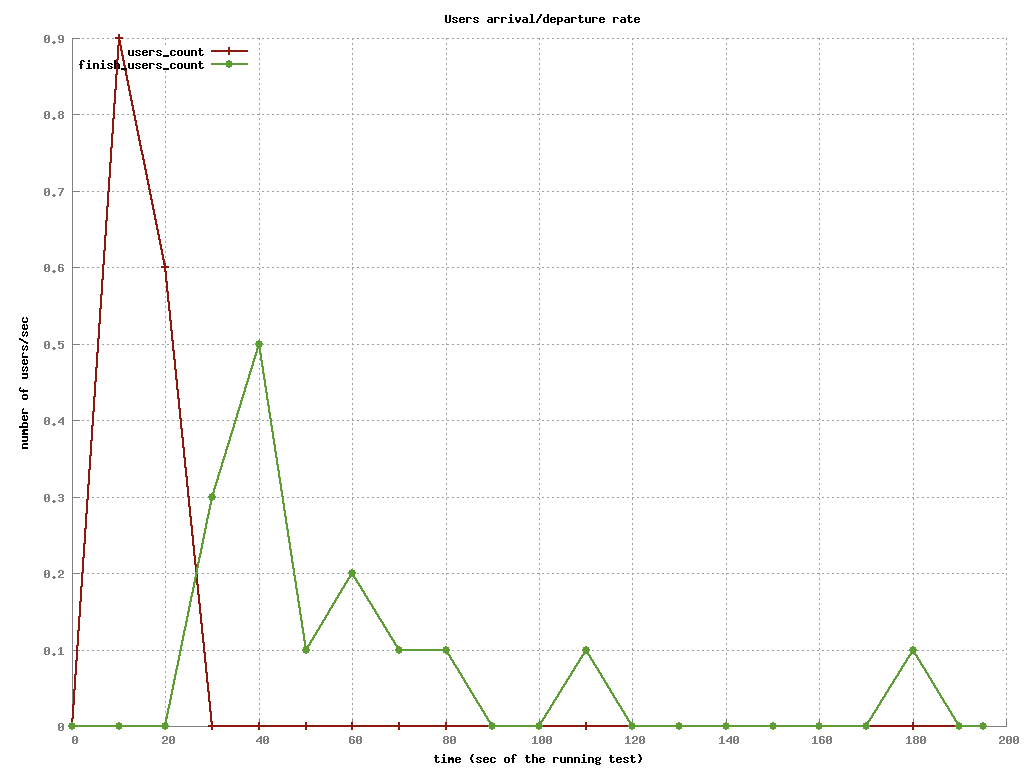 Users arrival/departure rate
users_count
finish_users_count
0.9
0.8
0.7
0.6
0.5
0.4
0.3
0.2
0.1
0
number of users/sec
0 20 40 60 80 100 120 140 160 180 200
time (sec of the running test)